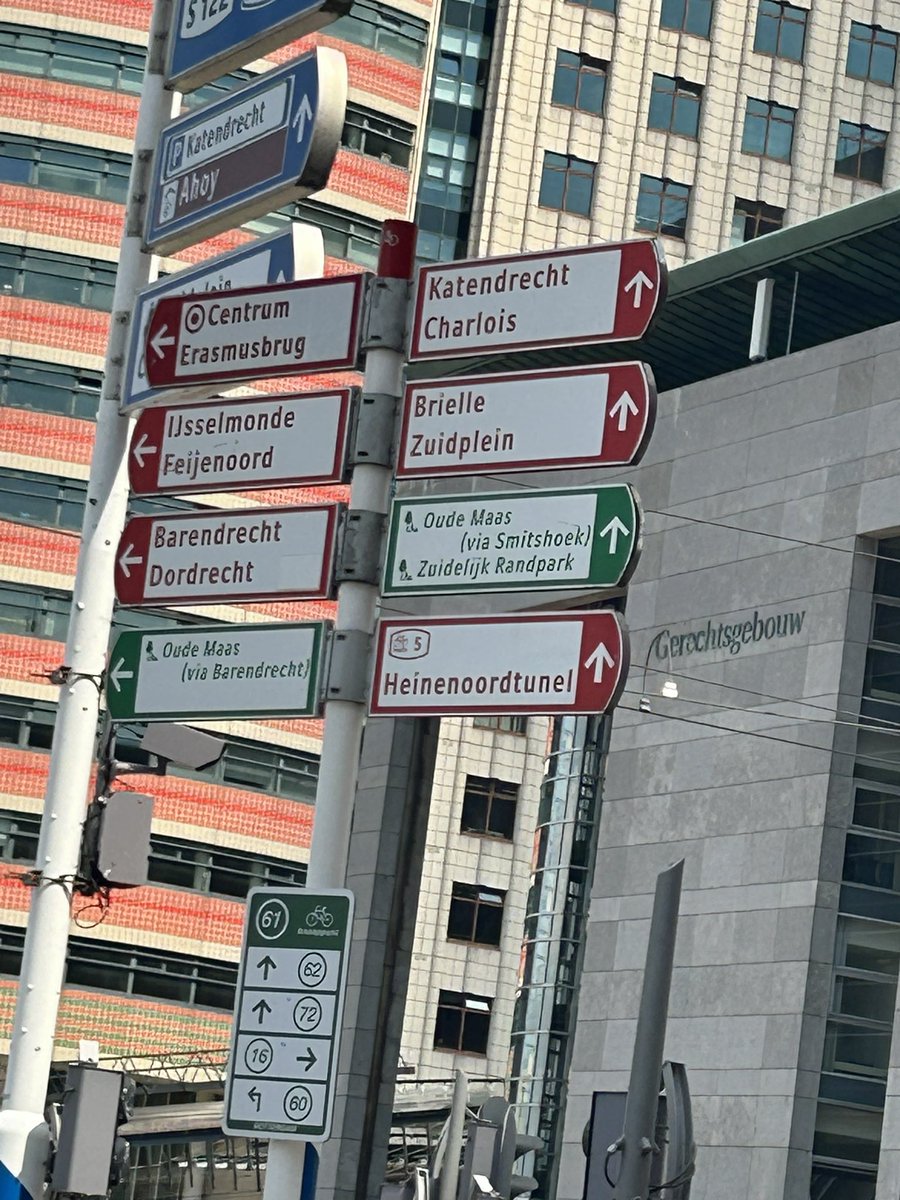 S122
P Katendrecht
Ahoy
Centrum
Erasmusbrug
IJsselmonde
Feijenoord
Barendrecht
Dordrecht
Oude Maas
(via Barendrecht)
Katendrecht
Charlois
Brielle
Zuidplein
Oude Maas
(via Smitshoek)
Zuidelijk Randpark
5
Heinenoordtunel
Gerechtsgebouw
61
62
72
16
60